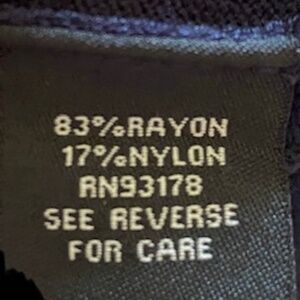 83%RAYON
17%NYLON
RN93178
SEE REVERSE
FOR CARE